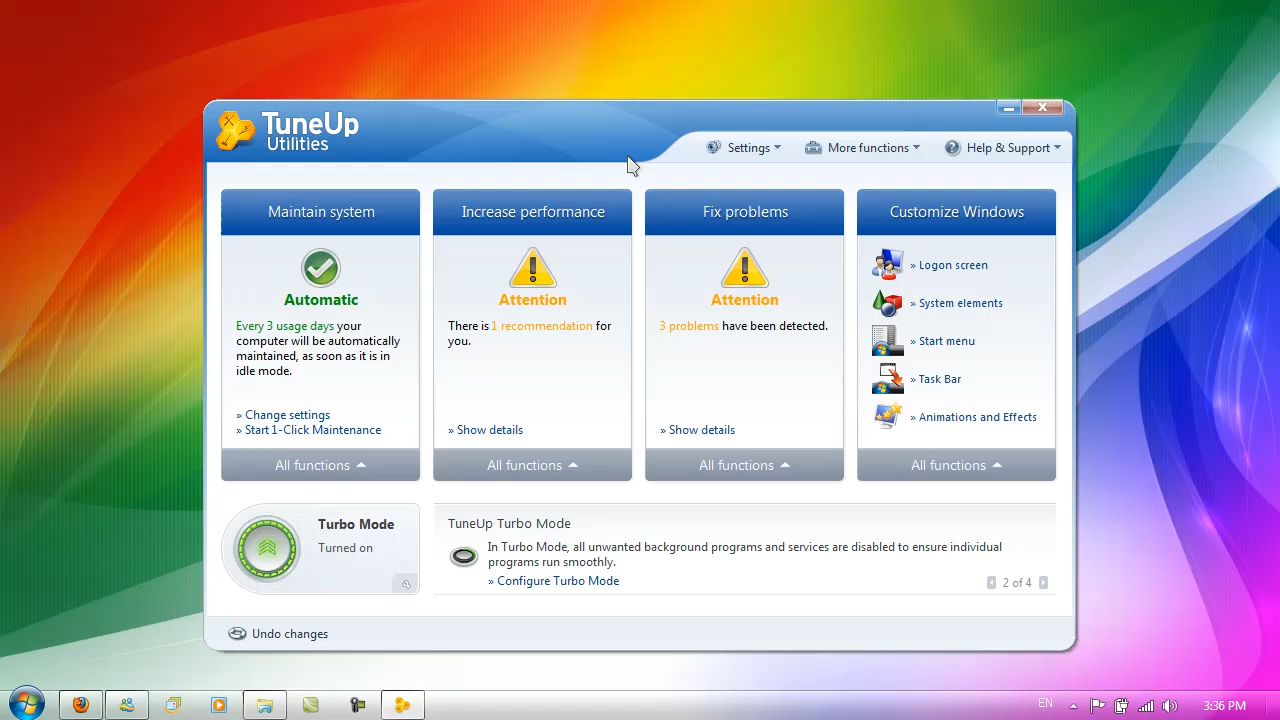 TuneUp
Utilities
Settings
More functions
Help & Support
Maintain system
Increase performance
Fix problems
Customize Windows
Automatic
Every 3 usage days your
computer will be automatically
maintained, as soon as it is in
idle mode.
» Change settings
» Start 1-Click Maintenance
Attention
There is 1 recommendation for
you.
» Show details
Attention
3 problems have been detected.
» Show details
» Logon screen
» System elements
» Start menu
» Task Bar
» Animations and Effects
All functions
All functions
All functions
All functions
Turbo Mode
Turned on
TuneUp Turbo Mode
In Turbo Mode, all unwanted background programs and services are disabled to ensure individual
programs run smoothly.
» Configure Turbo Mode
2 of 4
Undo changes
EN
3:36 PM